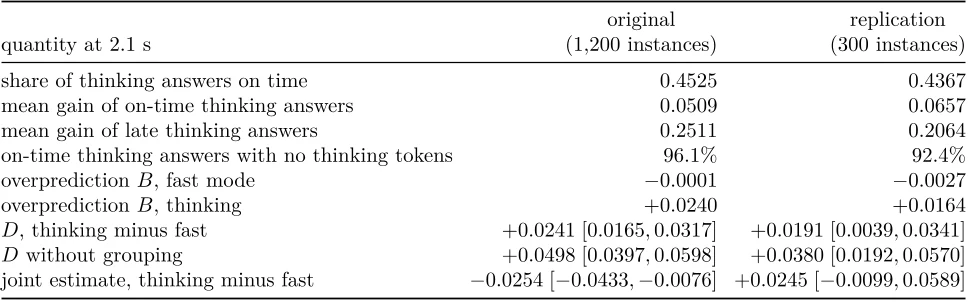 original replication
quantity at 2.1 s (1,200 instances) (300 instances)
share of thinking answers on time 0.4525 0.4367
mean gain of on-time thinking answers 0.0509 0.0657
mean gain of late thinking answers 0.2511 0.2064
on-time thinking answers with no thinking tokens 96.1% 92.4%
overprediction B, fast mode −0.0001 −0.0027
overprediction B, thinking +0.0240 +0.0164
D, thinking minus fast +0.0241 [0.0165, 0.0317] +0.0191 [0.0039, 0.0341]
D without grouping +0.0498 [0.0397, 0.0598] +0.0380 [0.0192, 0.0570]
joint estimate, thinking minus fast −0.0254 [−0.0433, −0.0076] +0.0245 [−0.0099, 0.0589]